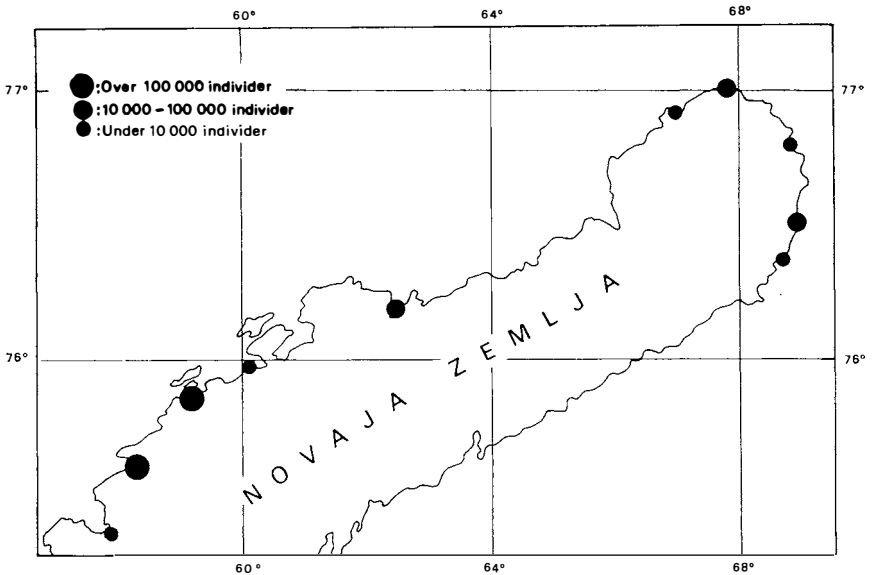 60° 64° 68°
77° 77°
:Over 100 000 individer
:10 000 – 100 000 individer
:Under 10 000 individer
NOVAJA ZEMLJA
76° 76°
60° 64° 68°